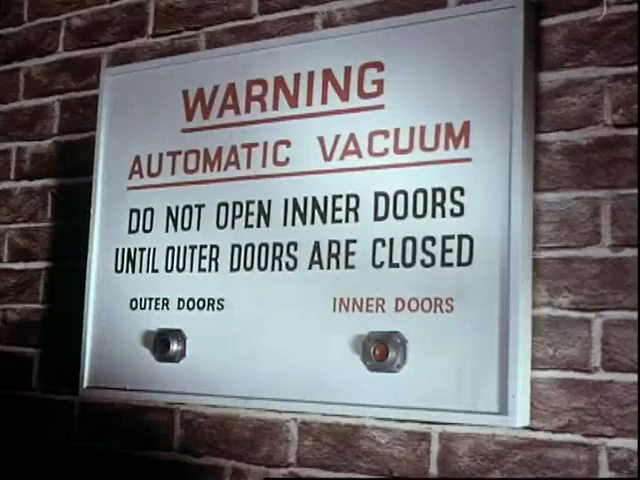 WARNING
AUTOMATIC VACUUM
DO NOT OPEN INNER DOORS
UNTIL OUTER DOORS ARE CLOSED
OUTER DOORS INNER DOORS